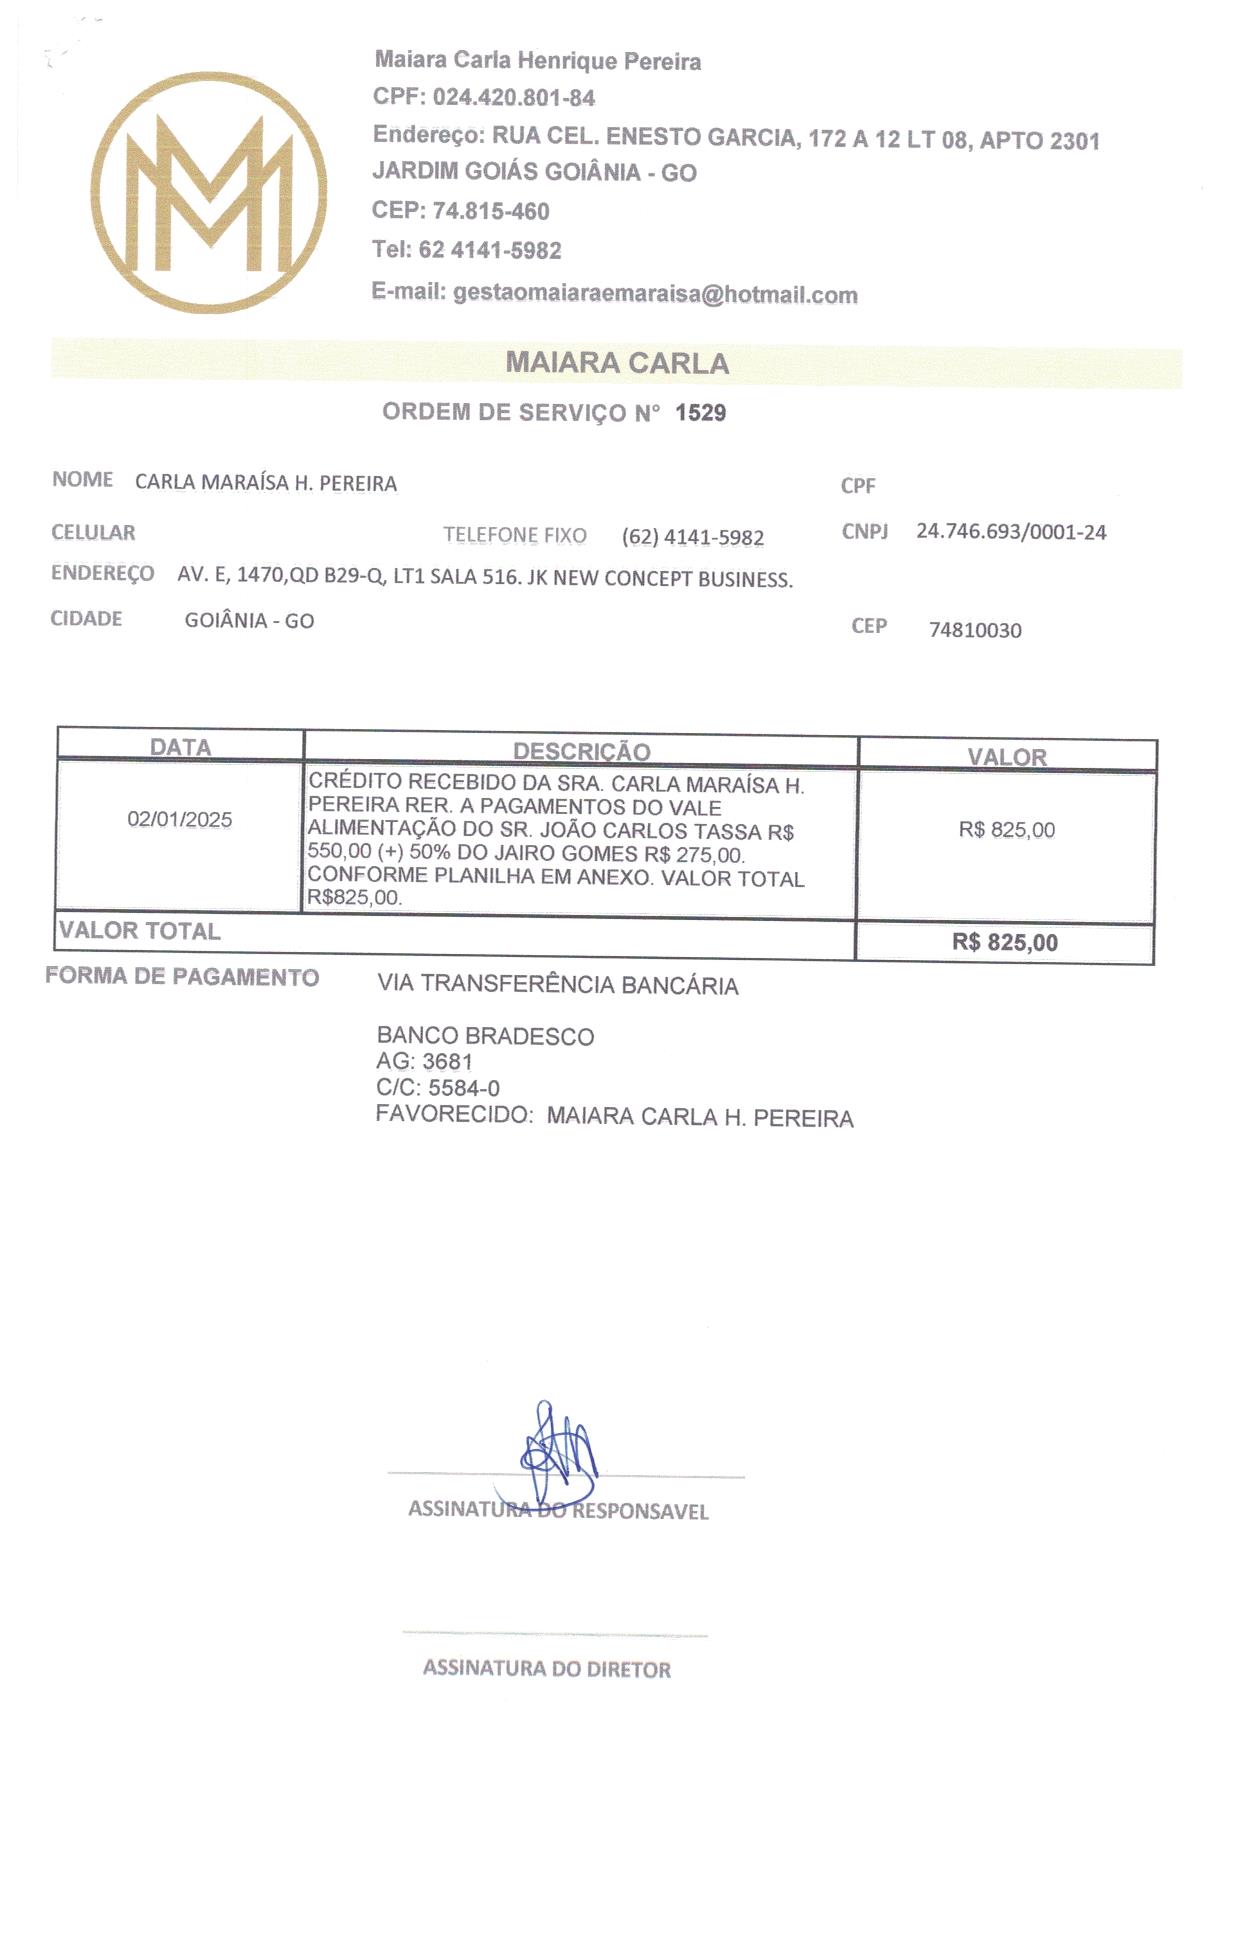 Maiara Carla Henrique Pereira
CPF: 024.420.801-84
Endereço: RUA CEL. ENESTO GARCIA, 172 A 12 LT 08, APTO 2301
JARDIM GOIÁS GOIÂNIA - GO
CEP: 74.815-460
Tel: 62 4141-5982
E-mail: gestaomaiaraemaraisa@hotmail.com
MAIARA CARLA
ORDEM DE SERVIÇO N° 1529
NOME CARLA MARAÍSA H. PEREIRA CPF
CELULAR TELEFONE FIXO (62) 4141-5982 CNPJ 24.746.693/0001-24
ENDEREÇO AV. E, 1470,QD B29-Q, LT1 SALA 516. JK NEW CONCEPT BUSINESS.
CIDADE GOIÂNIA - GO CEP 74810030
DATA DESCRIÇÃO VALOR
CRÉDITO RECEBIDO DA SRA. CARLA MARAÍSA H.
PEREIRA RER. A PAGAMENTOS DO VALE
02/01/2025 ALIMENTAÇÃO DO SR. JOÃO CARLOS TASSA R$ R$ 825,00
550,00 (+) 50% DO JAIRO GOMES R$ 275,00.
CONFORME PLANILHA EM ANEXO. VALOR TOTAL
R$825,00.
VALOR TOTAL R$ 825,00
FORMA DE PAGAMENTO VIA TRANSFERÊNCIA BANCÁRIA
BANCO BRADESCO
AG: 3681
C/C: 5584-0
FAVORECIDO: MAIARA CARLA H. PEREIRA
ASSINATURA DO RESPONSAVEL
ASSINATURA DO DIRETOR